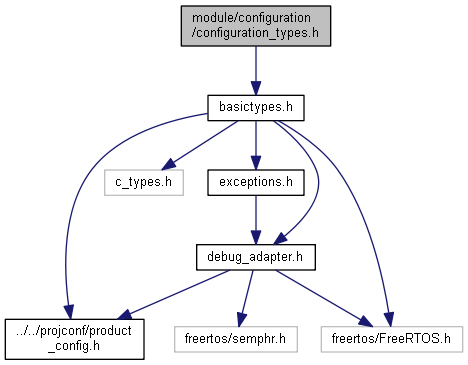 module/configuration
/configuration_types.h
basictypes.h
c_types.h
exceptions.h
debug_adapter.h
../../projconf/product
_config.h
freertos/semphr.h
freertos/FreeRTOS.h